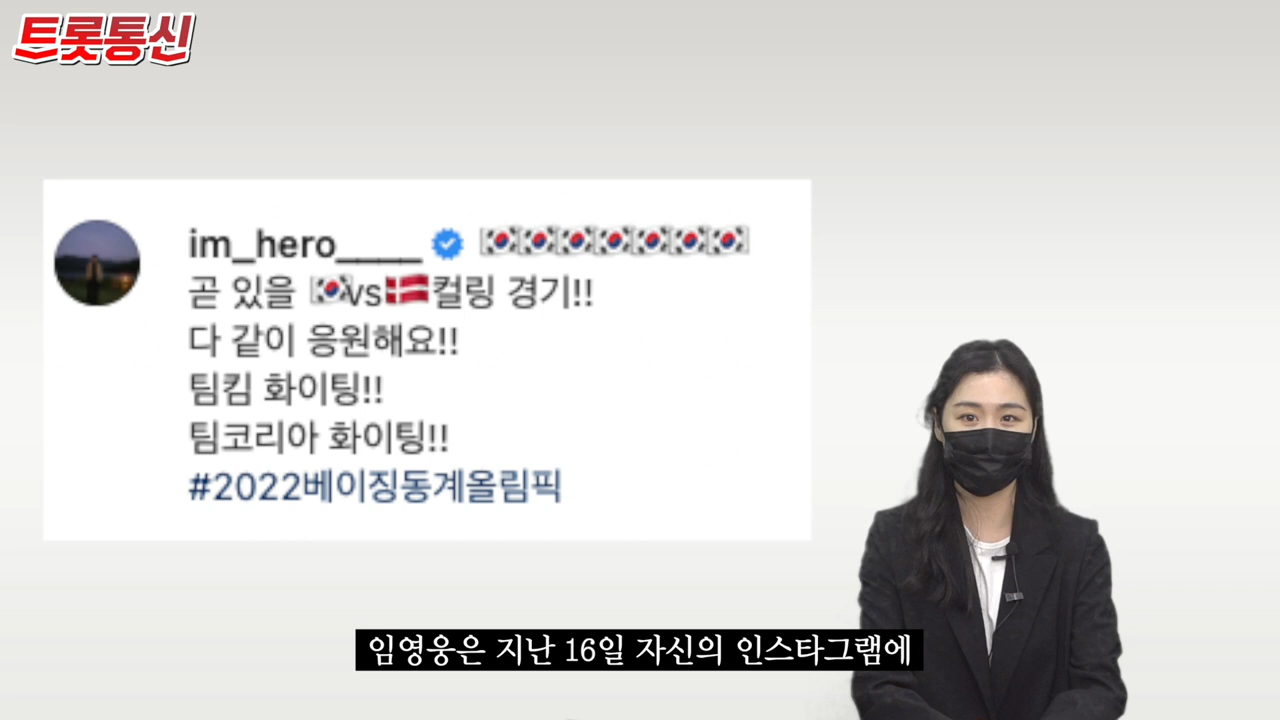 트롯통신
im_hero____ 🇰🇷🇰🇷🇰🇷🇰🇷🇰🇷🇰🇷🇰🇷
곧 있을 🇰🇷vs🇩🇰컬링 경기!!
다 같이 응원해요!!
팀킴 화이팅!!
팀코리아 화이팅!!
#2022베이징동계올림픽
임영웅은 지난 16일 자신의 인스타그램에